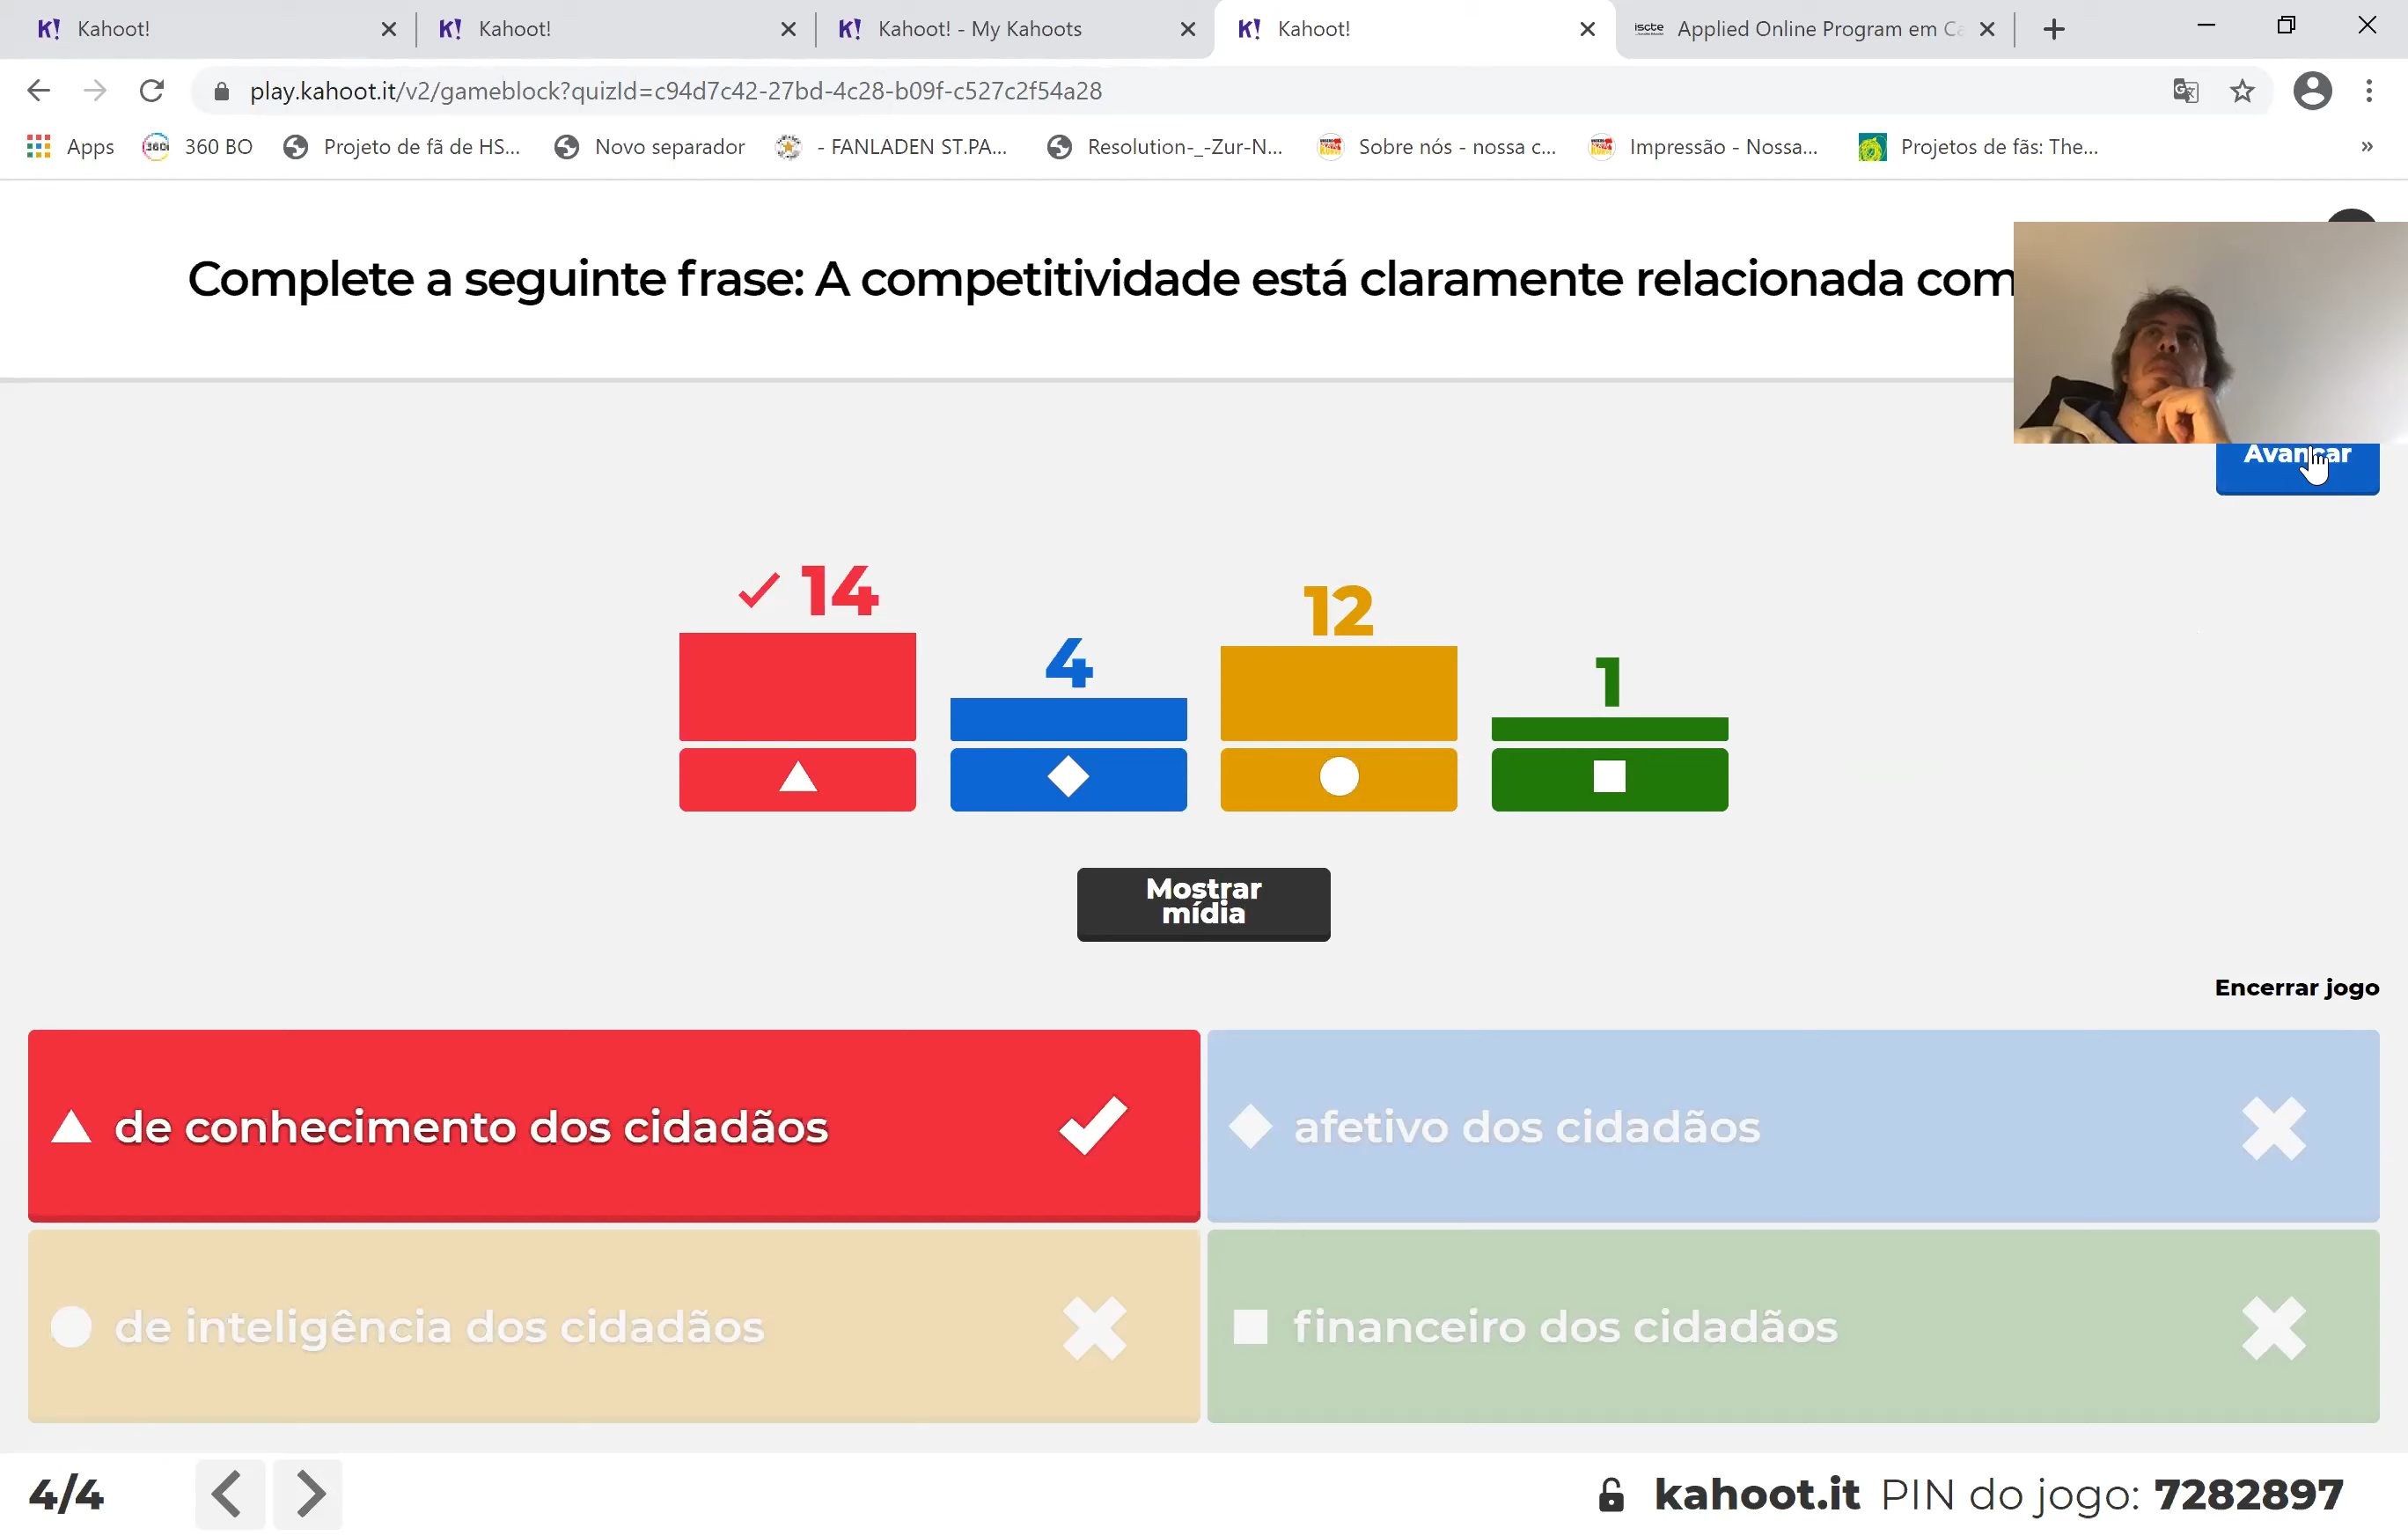 K! Kahoot!
K! Kahoot!
K! Kahoot! - My Kahoots
K! Kahoot!
iscte Applied Online Program em Ca
play.kahoot.it/v2/gameblock?quizId=c94d7c42-27bd-4c28-b09f-c527c2f54a28
Apps
360 360 BO
Projeto de fã de HS...
Novo separador
- FANLADEN ST.PA...
Resolution-_-Zur-N...
Sobre nós - nossa c...
Impressão - Nossa...
Projetos de fãs: The...
»
Complete a seguinte frase: A competitividade está claramente relacionada com
Avançar
14
4
12
1
Mostrar
mídia
Encerrar jogo
de conhecimento dos cidadãos
afetivo dos cidadãos
de inteligência dos cidadãos
financeiro dos cidadãos
4/4
kahoot.it PIN do jogo: 7282897